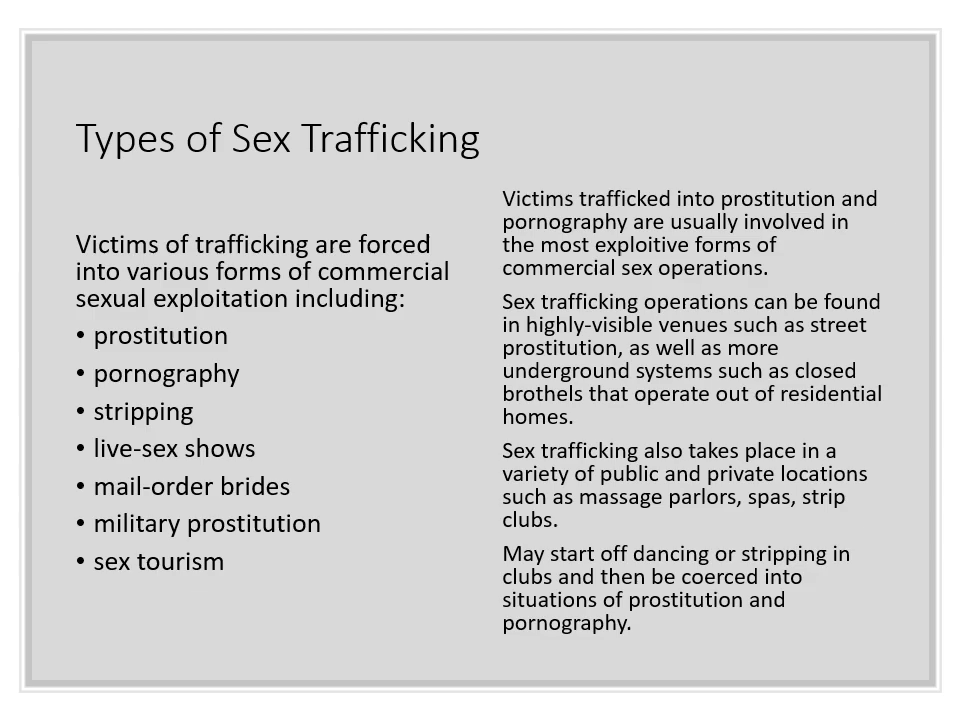 Types of Sex Trafficking
Victims of trafficking are forced
into various forms of commercial
sexual exploitation including:
• prostitution
• pornography
• stripping
• live-sex shows
• mail-order brides
• military prostitution
• sex tourism
Victims trafficked into prostitution and
pornography are usually involved in
the most exploitive forms of
commercial sex operations.
Sex trafficking operations can be found
in highly-visible venues such as street
prostitution, as well as more
underground systems such as closed
brothels that operate out of residential
homes.
Sex trafficking also takes place in a
variety of public and private locations
such as massage parlors, spas, strip
clubs.
May start off dancing or stripping in
clubs and then be coerced into
situations of prostitution and
pornography.